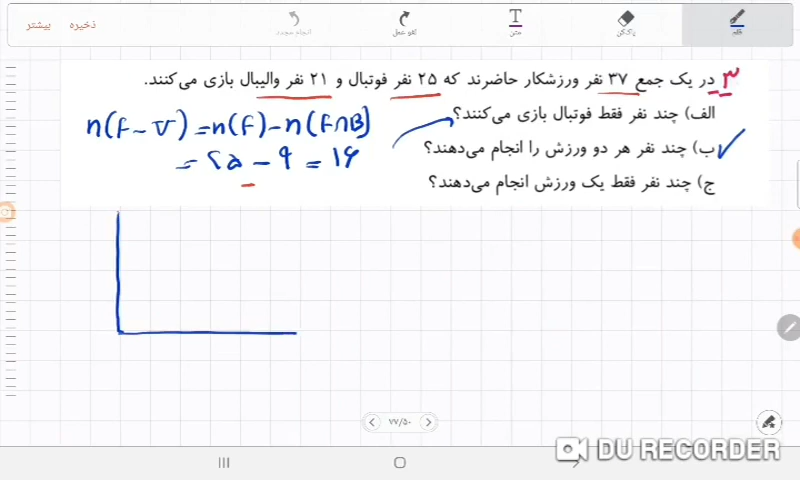 بیشتر
ذخیره
انجام مجدد
لغو عمل
متن
پاک‌کن
قلم
۳ در یک جمع ۳۷ نفر ورزشکار حاضرند که ۲۵ نفر فوتبال و ۲۱ نفر والیبال بازی می‌کنند.
الف) چند نفر فقط فوتبال بازی می‌کنند؟
n(F-V)=n(F)-n(F∩B)
ب) چند نفر هر دو ورزش را انجام می‌دهند؟
= ۲۵ - ۹ = ۱۶
ج) چند نفر فقط یک ورزش انجام می‌دهند؟
۷۷/۵۰
DU RECORDER